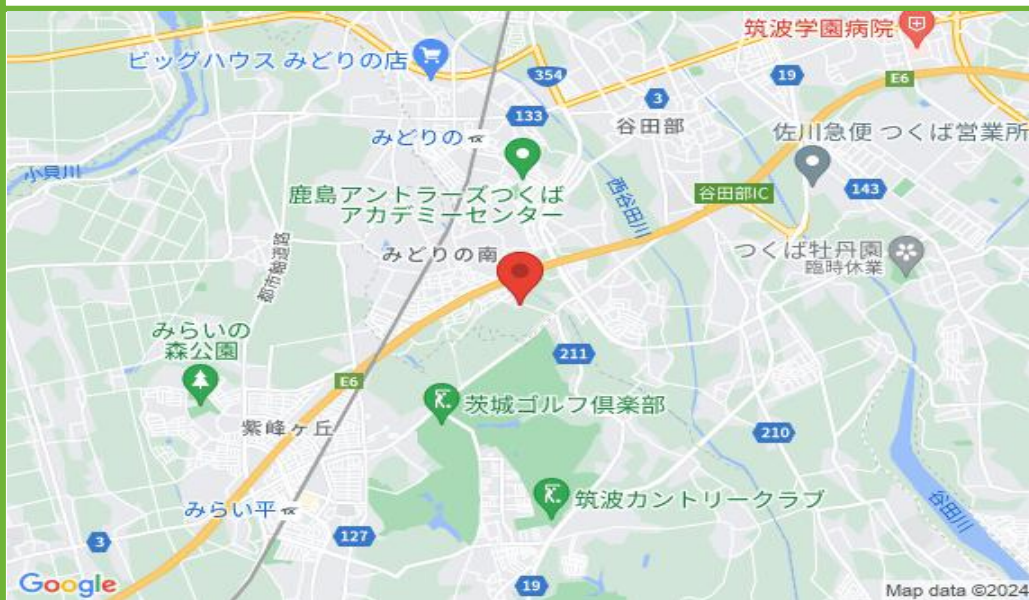 筑波学園病院
ビッグハウス みどりの店
354
19
E6
3
133
谷田部
佐川急便 つくば営業所
みどりの
小貝川
西谷田川
143
鹿島アントラーズつくば
アカデミーセンター
谷田部IC
みどりの南
つくば牡丹園
臨時休業
都市軸道路
みらいの
森公園
211
E6
茨城ゴルフ倶楽部
紫峰ヶ丘
210
筑波カントリークラブ
谷田川
みらい平
3
127
19
Google
Map data ©2024